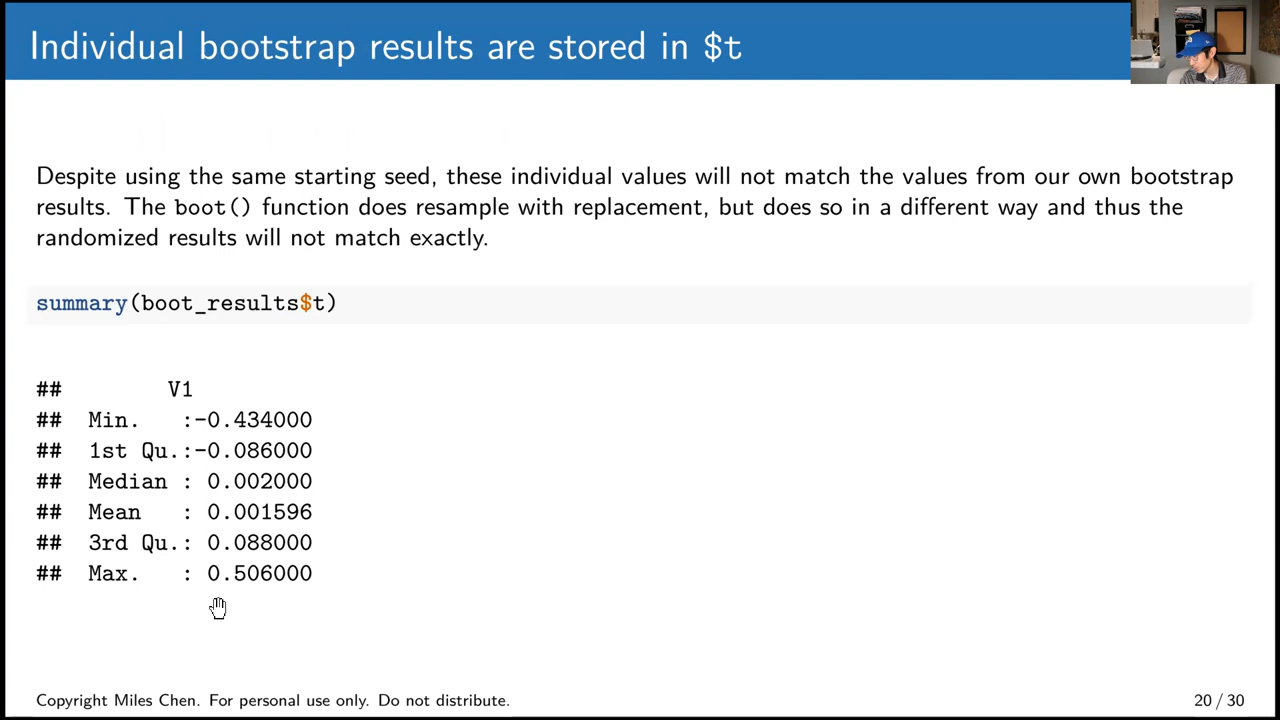 Individual bootstrap results are stored in $t
Despite using the same starting seed, these individual values will not match the values from our own bootstrap
results. The boot() function does resample with replacement, but does so in a different way and thus the
randomized results will not match exactly.
summary(boot_results$t)
##        V1
##  Min.   :-0.434000
##  1st Qu.:-0.086000
##  Median : 0.002000
##  Mean   : 0.001596
##  3rd Qu.: 0.088000
##  Max.   : 0.506000
Copyright Miles Chen. For personal use only. Do not distribute.
20 / 30